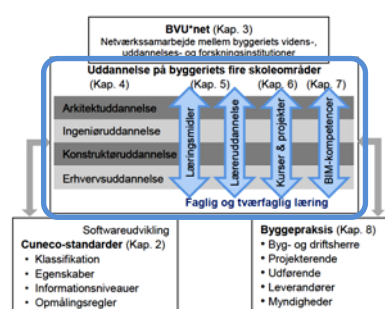 BVU*net (Kap. 3)
Netværkssamarbejde mellem byggeriets videns-,
uddannelses- og forskningsinstitutioner
Uddannelse på byggeriets fire skoleområder
(Kap. 4) (Kap. 5) (Kap. 6) (Kap. 7)
Arkitektuddannelse
Ingeniøruddannelse
Konstruktøruddannelse
Erhvervsuddannelse
Læringsmidler
Læreruddannelse
Kurser & projekter
BIM-kompetencer
Faglig og tværfaglig læring
Softwareudvikling
Cuneco-standarder (Kap. 2)
• Klassifikation
• Egenskaber
• Informationsniveauer
• Opmålingsregler
Byggepraksis (Kap. 8)
• Byg- og driftsherre
• Projekterende
• Udførende
• Leverandører
• Myndigheder